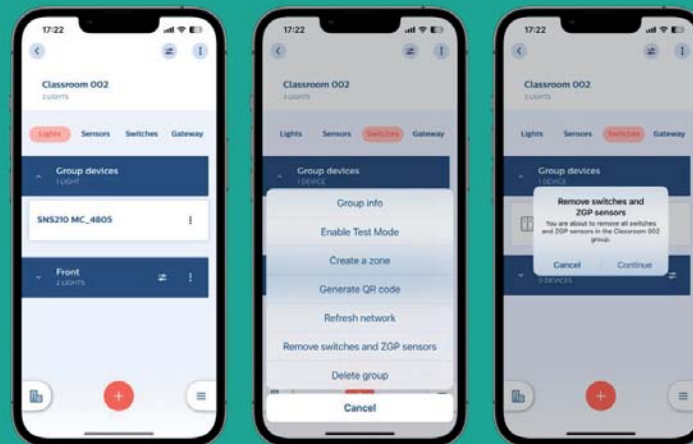 17:22
Classroom 002
3 LIGHTS
Lights Sensors Switches Gateway
Group devices
1 LIGHT
SNS210 MC_4805
Front
2 LIGHTS
17:22
Classroom 002
3 LIGHTS
Lights Sensors Switches Gateway
Group devices
1 DEVICE
Group info
Enable Test Mode
Create a zone
Generate QR code
Refresh network
Remove switches and ZGP sensors
Delete group
Cancel
17:22
Classroom 002
3 LIGHTS
Lights Sensors Switches Gateway
Group devices
1 DEVICE
Remove switches and
ZGP sensors
You are about to remove all switches
and ZGP sensors in the Classroom 002
group.
Cancel Continue
0 DEVICES